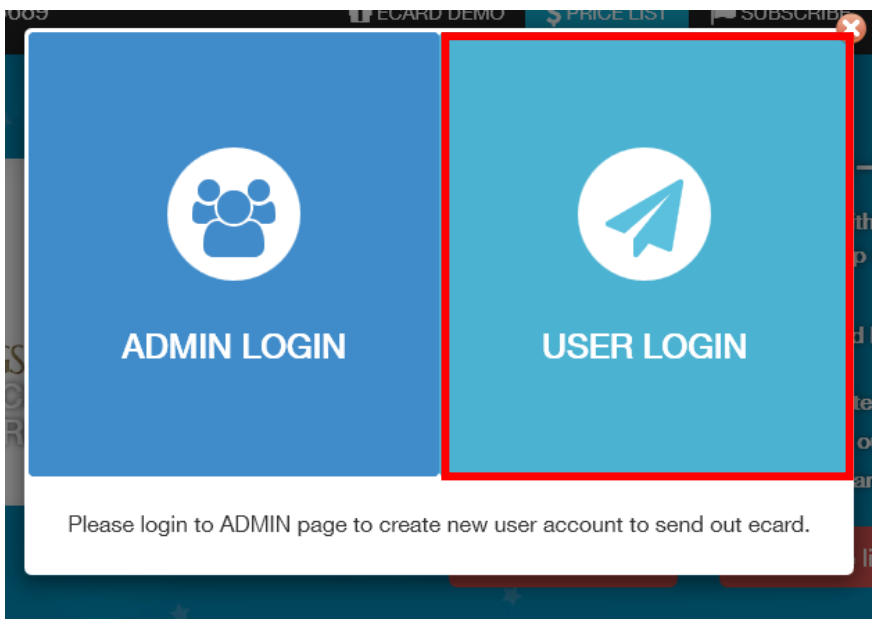 ECARD DEMO
$ PRICE LIST
SUBSCRIBE
ADMIN LOGIN
USER LOGIN
Please login to ADMIN page to create new user account to send out ecard.